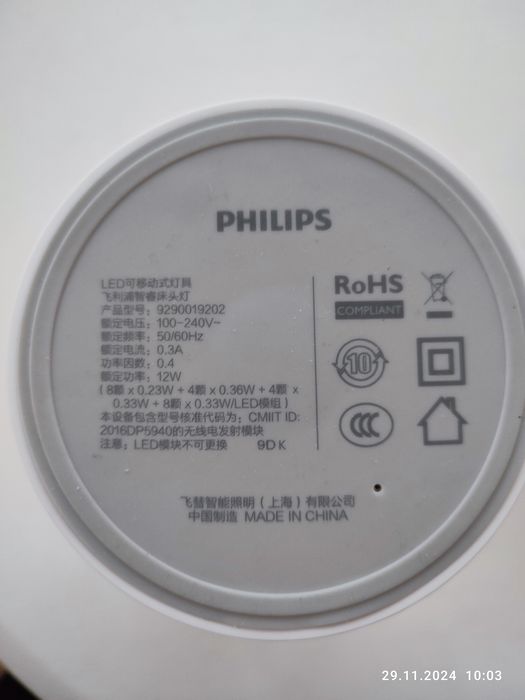 PHILIPS
LED可移动式灯具
飞利浦智睿床头灯
产品型号：9290019202
额定电压：100-240V~
额定频率：50/60Hz
额定电流：0.3A
功率因数：0.4
额定功率：12W
(8颗 x 0.23W + 4颗 x 0.36W + 4颗 x
0.33W + 8颗 x 0.33W/LED模组)
本设备包含型号核准代码为：CMIIT ID:
2016DP5940的无线电发射模块
注意：LED模块不可更换 9D K
RoHS
COMPLIANT
10
CCC
飞彗智能照明（上海）有限公司
中国制造 MADE IN CHINA
29.11.2024 10:03